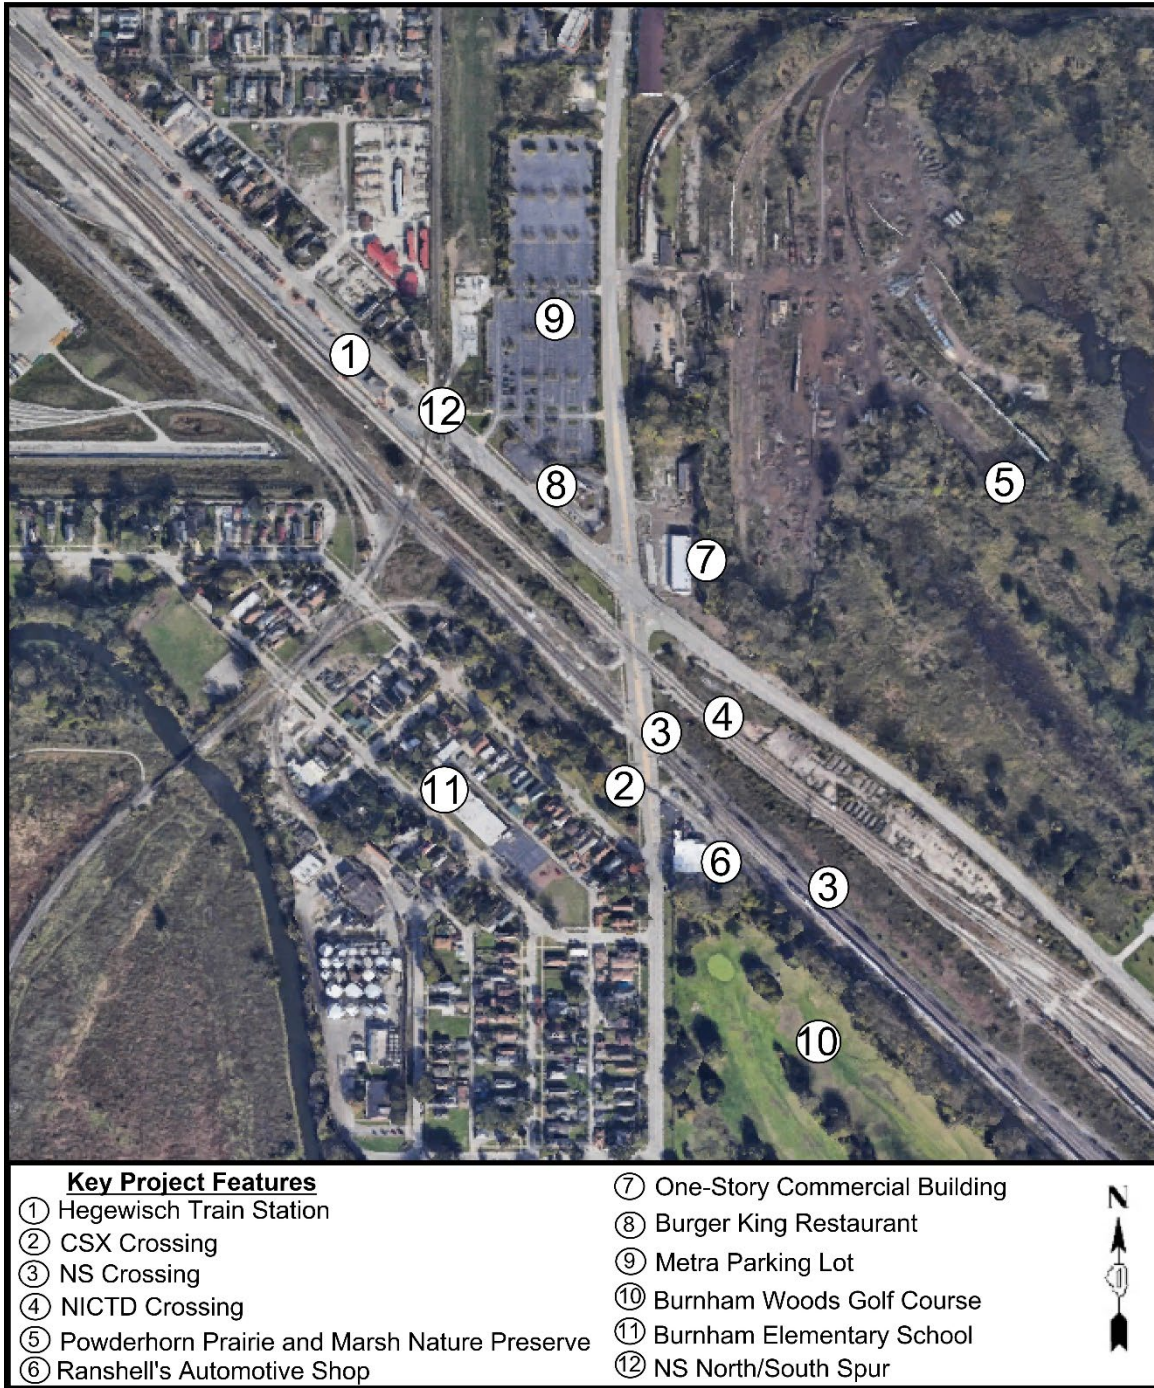 1
12
9
8
5
7
3
4
2
11
6
3
10
Key Project Features
1 Hegewisch Train Station
2 CSX Crossing
3 NS Crossing
4 NICTD Crossing
5 Powderhorn Prairie and Marsh Nature Preserve
6 Ranshell's Automotive Shop
7 One-Story Commercial Building
8 Burger King Restaurant
9 Metra Parking Lot
10 Burnham Woods Golf Course
11 Burnham Elementary School
12 NS North/South Spur
N